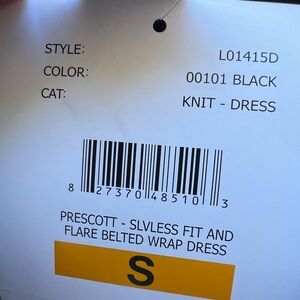 STYLE: L01415D
COLOR: 00101 BLACK
CAT: KNIT - DRESS
8 27370 48510 3
PRESCOTT - SLVLESS FIT AND
FLARE BELTED WRAP DRESS
S